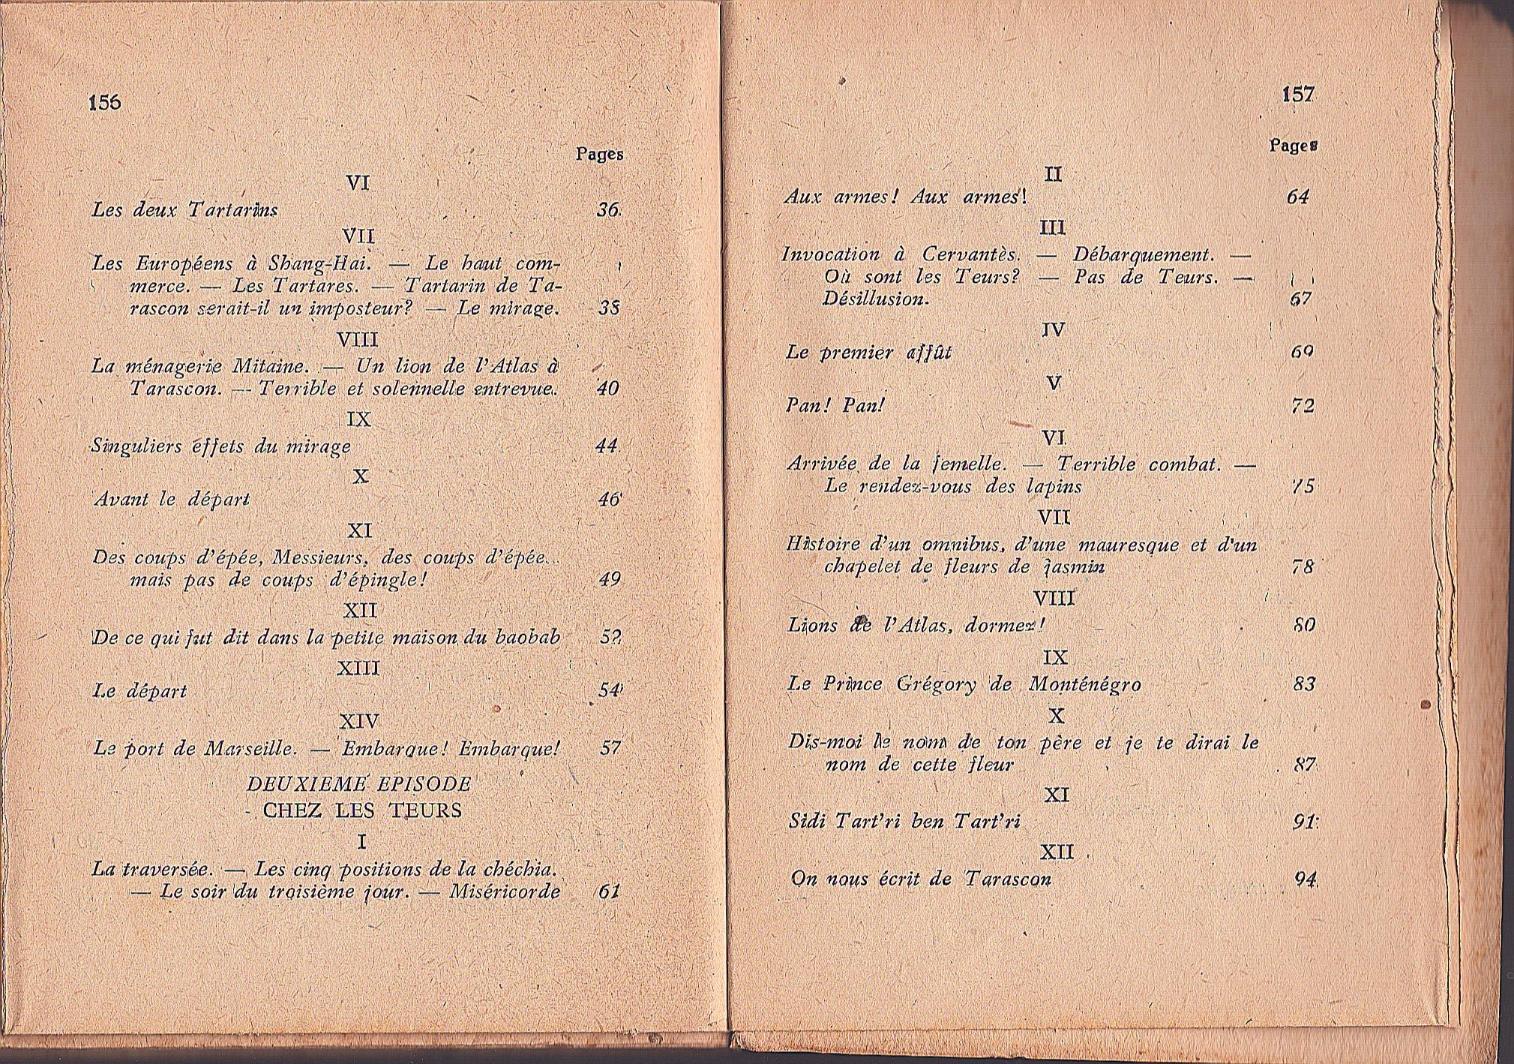 156
Pages
VI
Les deux Tartarins 36
VII
Les Européens à Shang-Hai. — Le haut com-
merce. — Les Tartares. — Tartarin de Ta-
rascon serait-il un imposteur? — Le mirage. 38
VIII
La ménagerie Mitaine. — Un lion de l'Atlas à
Tarascon. — Terrible et solennelle entrevue. 40
IX
Singuliers effets du mirage 44
X
Avant le départ 46
XI
Des coups d'épée, Messieurs, des coups d'épée...
mais pas de coups d'épingle! 49
XII
De ce qui fut dit dans la petite maison du baobab 52
XIII
Le départ 54
XIV
Le port de Marseille. — Embarque! Embarque! 57
DEUXIEME EPISODE
CHEZ LES TEURS
I
La traversée. — Les cinq positions de la chéchia.
— Le soir du troisième jour. — Miséricorde 61
157
Pages
II
Aux armes! Aux armes! 64
III
Invocation à Cervantès. — Débarquement. —
Où sont les Teurs? — Pas de Teurs. —
Désillusion. 67
IV
Le premier affût 69
V
Pan! Pan! 72
VI
Arrivée de la femelle. — Terrible combat. —
Le rendez-vous des lapins 75
VII
Histoire d'un omnibus, d'une mauresque et d'un
chapelet de fleurs de jasmin 78
VIII
Lions de l'Atlas, dormez! 80
IX
Le Prince Grégory de Monténégro 83
X
Dis-moi le nom de ton père et je te dirai le
nom de cette fleur 87
XI
Sidi Tart'ri ben Tart'ri 91
XII
On nous écrit de Tarascon 94